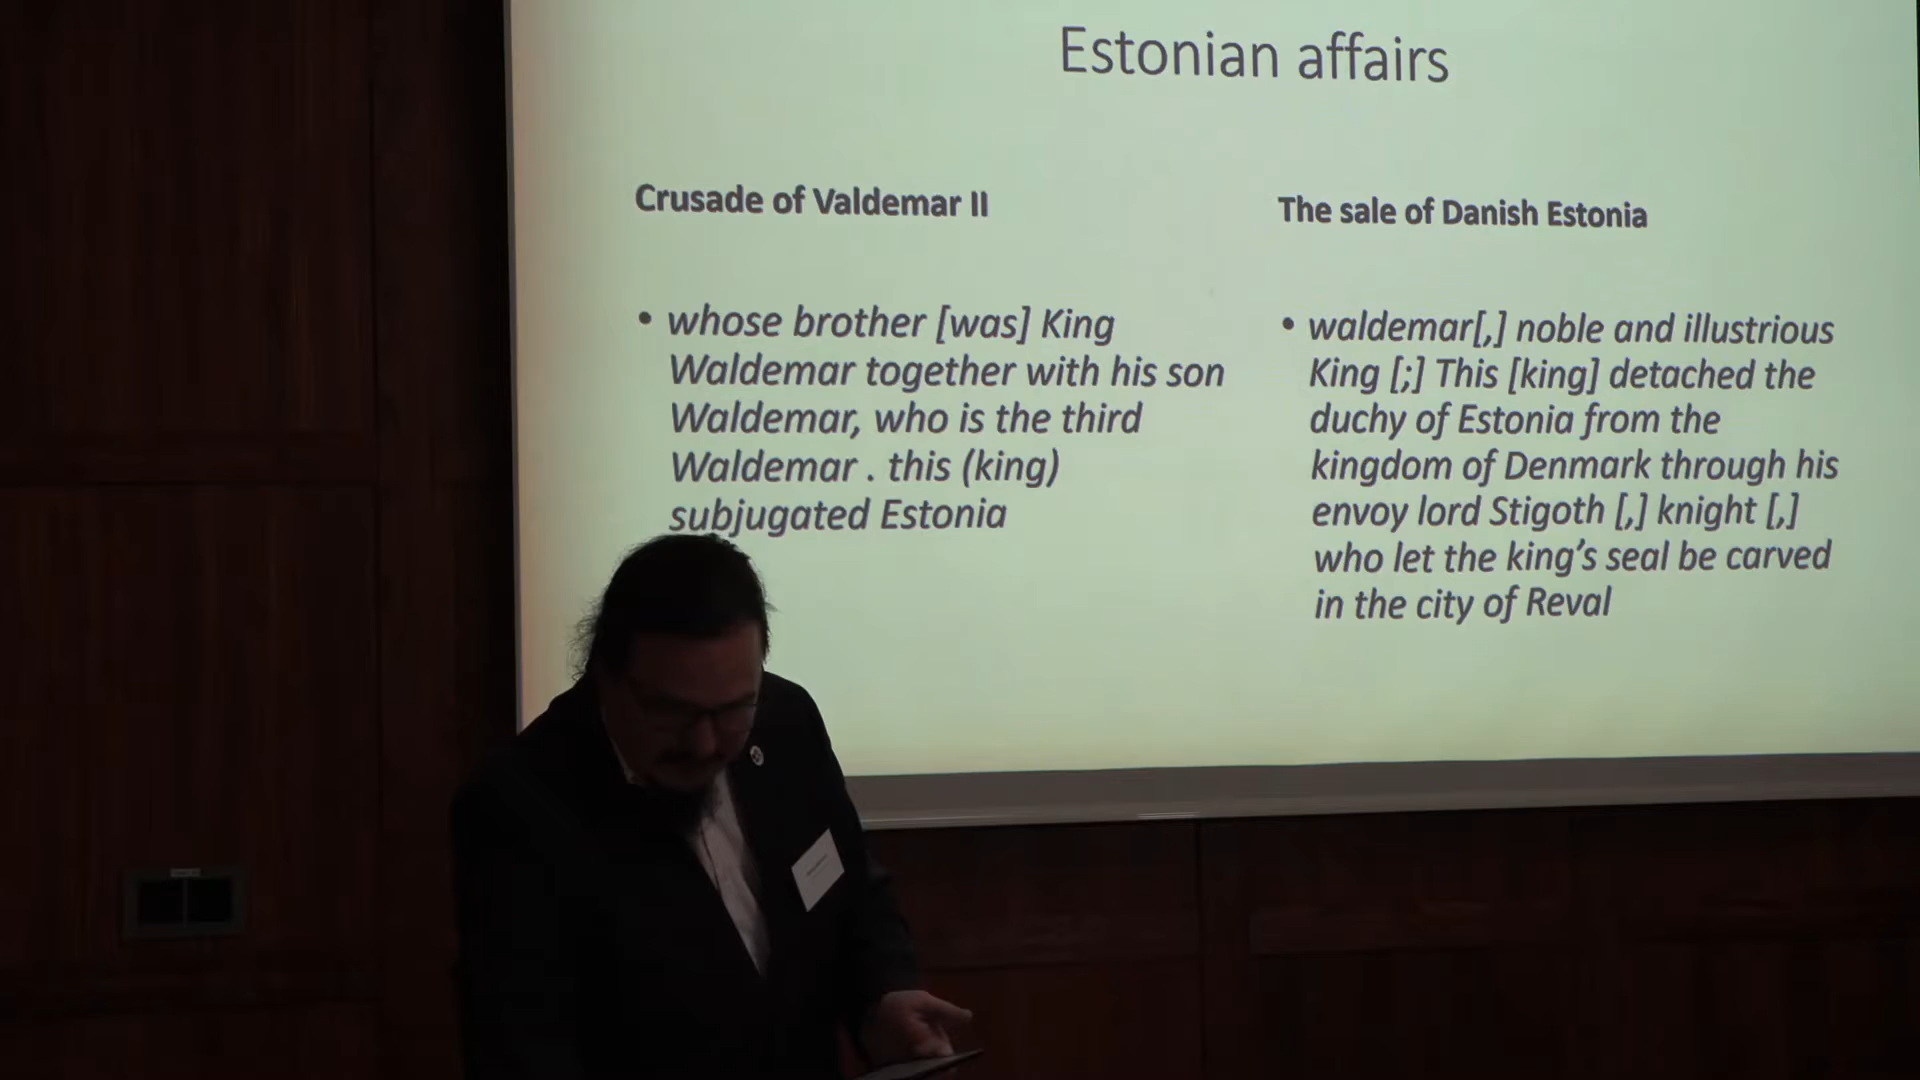 Estonian affairs
Crusade of Valdemar II
• whose brother [was] King
Waldemar together with his son
Waldemar, who is the third
Waldemar . this (king)
subjugated Estonia
The sale of Danish Estonia
• waldemar[,] noble and illustrious
King [;] This [king] detached the
duchy of Estonia from the
kingdom of Denmark through his
envoy lord Stigoth [,] knight [,]
who let the king's seal be carved
in the city of Reval